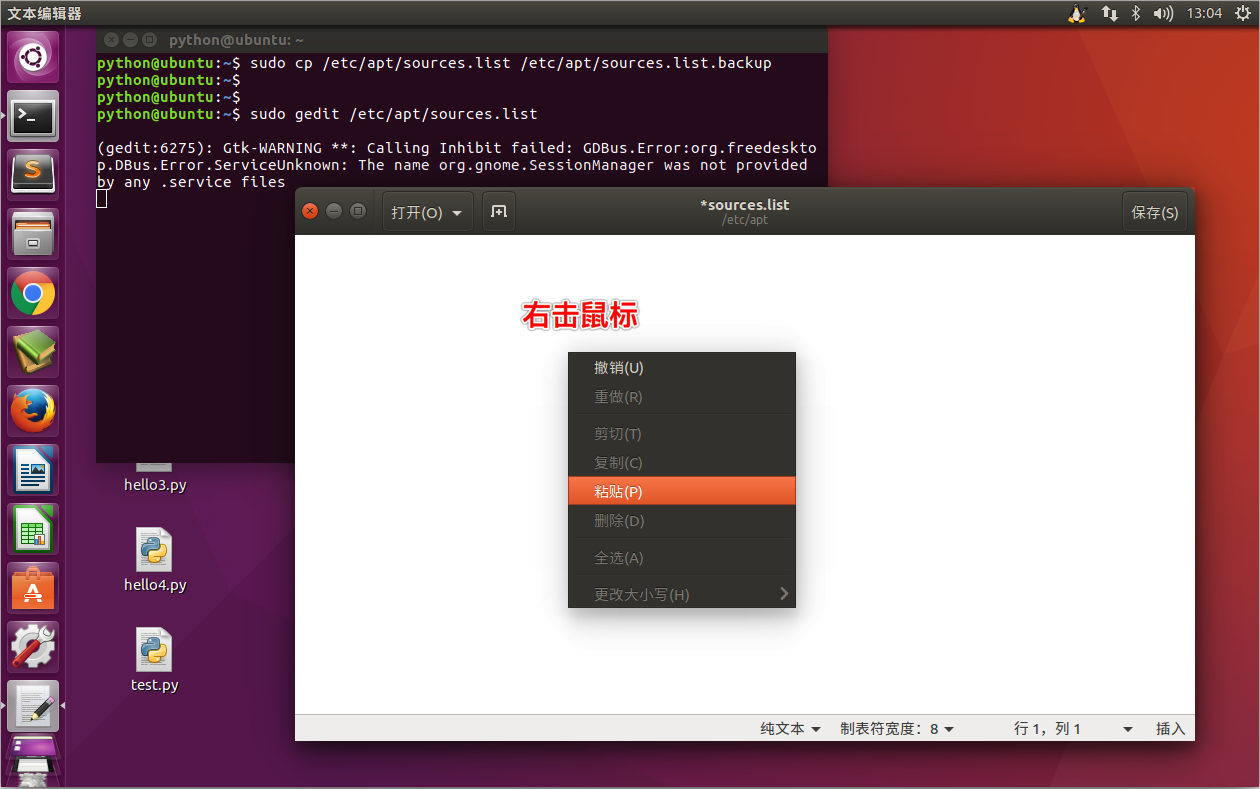 文本编辑器
13:04
python@ubuntu: ~
python@ubuntu:~$ sudo cp /etc/apt/sources.list /etc/apt/sources.list.backup
python@ubuntu:~$
python@ubuntu:~$
python@ubuntu:~$ sudo gedit /etc/apt/sources.list
(gedit:6275): Gtk-WARNING **: Calling Inhibit failed: GDBus.Error:org.freedeskto
p.DBus.Error.ServiceUnknown: The name org.gnome.SessionManager was not provided
by any .service files
打开(O)
*sources.list
/etc/apt
保存(S)
右击鼠标
撤销(U)
重做(R)
剪切(T)
复制(C)
粘贴(P)
删除(D)
全选(A)
更改大小写(H)
hello3.py
hello4.py
test.py
纯文本
制表符宽度：8
行 1，列 1
插入